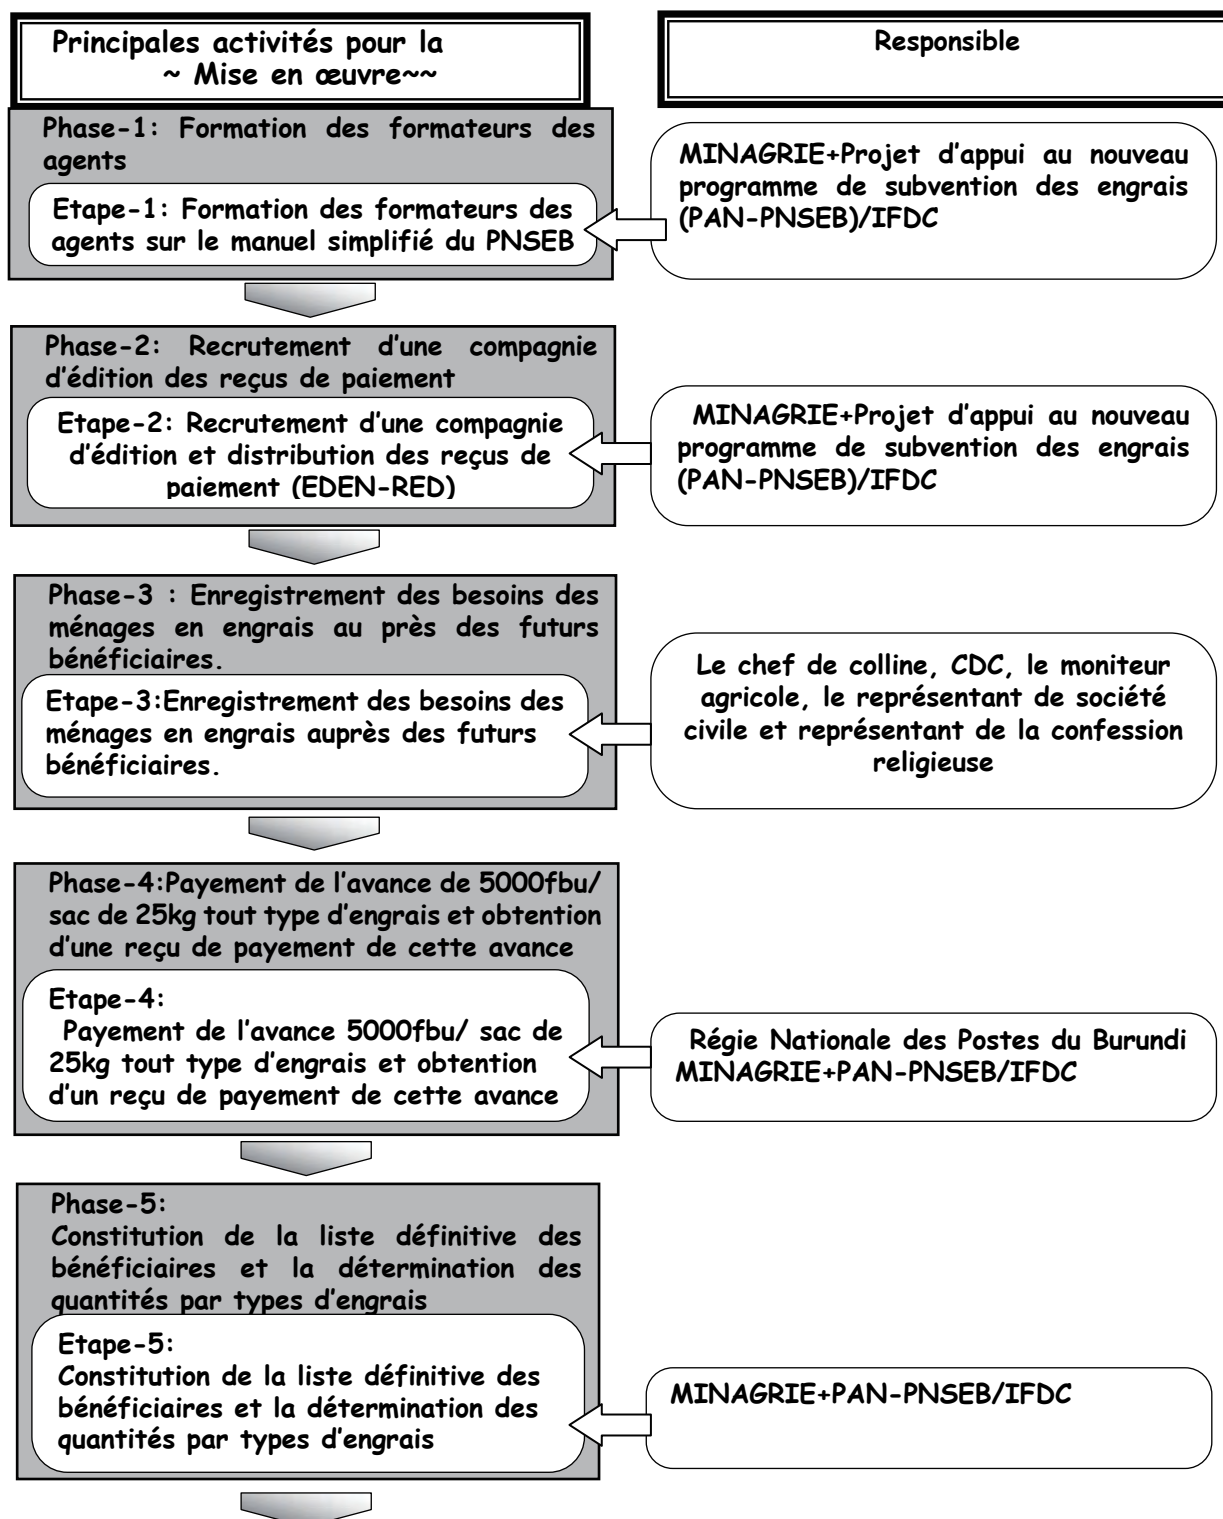 Principales activités pour la
~ Mise en œuvre~~
Responsible
Phase-1: Formation des formateurs des
agents
Etape-1: Formation des formateurs des
agents sur le manuel simplifié du PNSEB
MINAGRIE+Projet d'appui au nouveau
programme de subvention des engrais
(PAN-PNSEB)/IFDC
Phase-2: Recrutement d'une compagnie
d'édition des reçus de paiement
Etape-2: Recrutement d'une compagnie
d'édition et distribution des reçus de
paiement (EDEN-RED)
MINAGRIE+Projet d'appui au nouveau
programme de subvention des engrais
(PAN-PNSEB)/IFDC
Phase-3 : Enregistrement des besoins des
ménages en engrais au près des futurs
bénéficiaires.
Etape-3:Enregistrement des besoins des
ménages en engrais auprès des futurs
bénéficiaires.
Le chef de colline, CDC, le moniteur
agricole, le représentant de société
civile et représentant de la confession
religieuse
Phase-4:Payement de l'avance de 5000fbu/
sac de 25kg tout type d'engrais et obtention
d'une reçu de payement de cette avance
Etape-4:
Payement de l'avance 5000fbu/ sac de
25kg tout type d'engrais et obtention
d'un reçu de payement de cette avance
Régie Nationale des Postes du Burundi
MINAGRIE+PAN-PNSEB/IFDC
Phase-5:
Constitution de la liste définitive des
bénéficiaires et la détermination des
quantités par types d'engrais
Etape-5:
Constitution de la liste définitive des
bénéficiaires et la détermination des
quantités par types d'engrais
MINAGRIE+PAN-PNSEB/IFDC